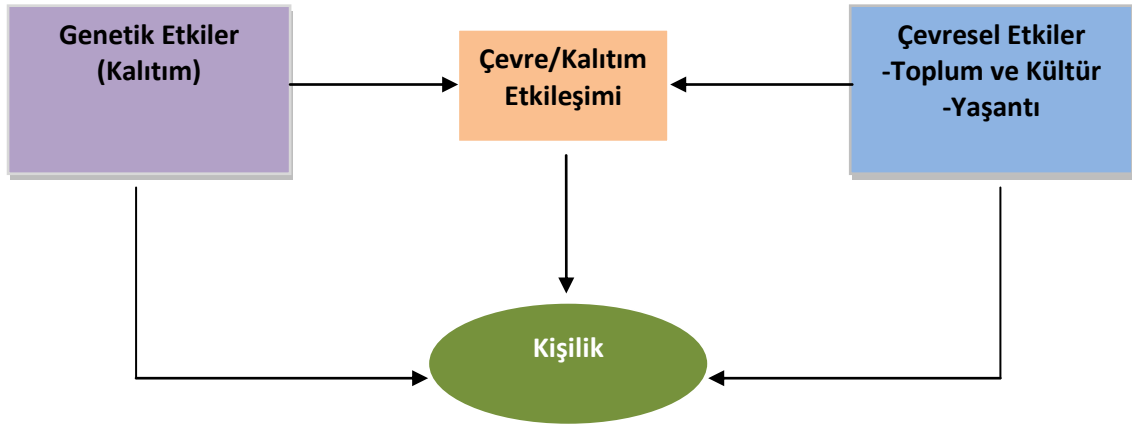 Genetik Etkiler
(Kalıtım)
Çevre/Kalıtım
Etkileşimi
Çevresel Etkiler
-Toplum ve Kültür
-Yaşantı
Kişilik